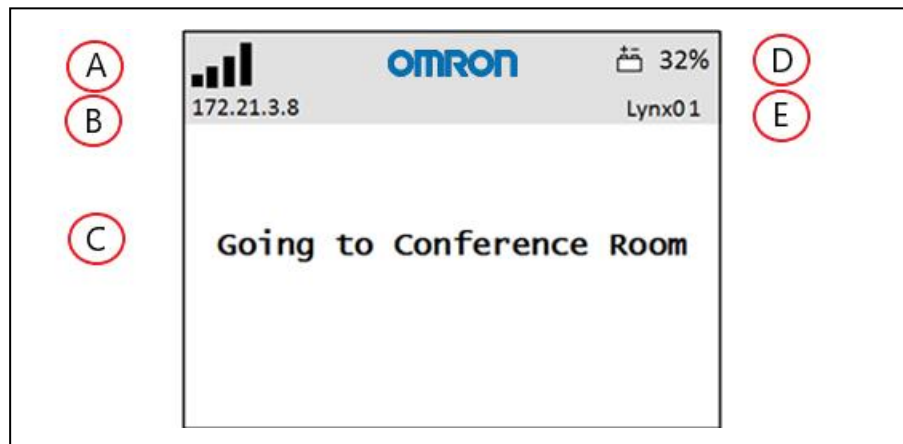 A
OMRON
32%
D
B
172.21.3.8
Lynx01
E
C
Going to Conference Room